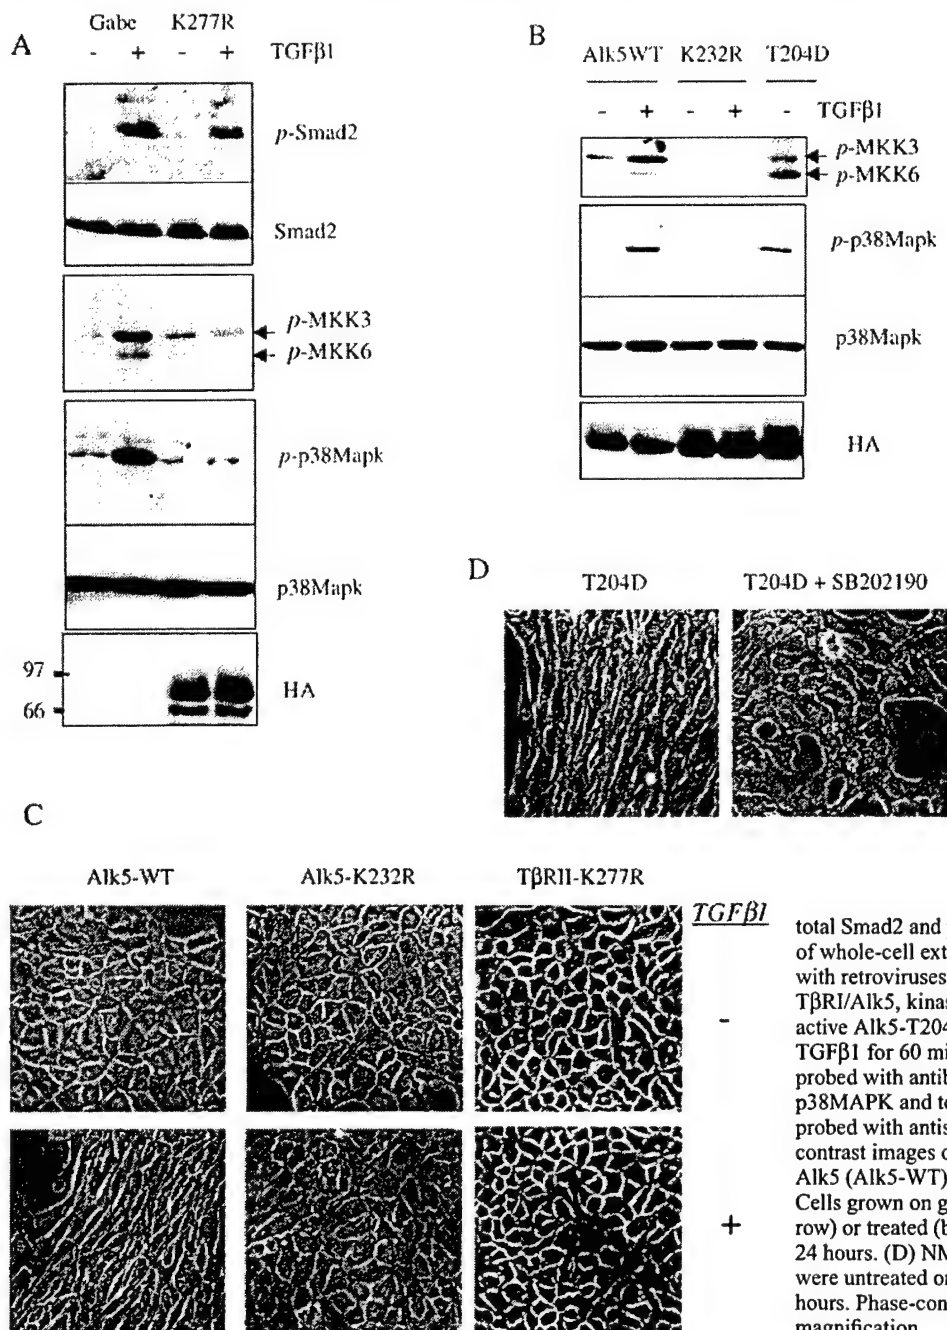 A
Gabe K277R
- + - + TGFβ1
p-Smad2
Smad2
p-MKK3
p-MKK6
p-p38Mapk
p38Mapk
97
66
HA
B
Alk5WT K232R T204D
- + - + - TGFβ1
p-MKK3
p-MKK6
p-p38Mapk
p38Mapk
HA
D
T204D T204D + SB202190
C
Alk5-WT Alk5-K232R TβRII-K277R
TGFβ1
-
+
total Smad2 and
of whole-cell ext
with retroviruses
TβRI/Alk5, kinas
active Alk5-T204
TGFβ1 for 60 mi
probed with antib
p38MAPK and to
probed with antis
contrast images o
Alk5 (Alk5-WT)
Cells grown on g
row) or treated (b
24 hours. (D) NM
were untreated or
hours. Phase-con
magnification